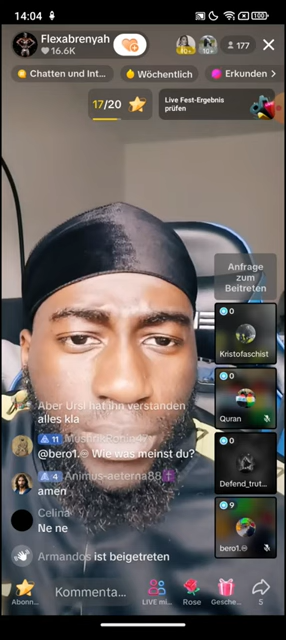 14:04
100
Flexabrenyah
16.6K
10+
10+
177
Chatten und Int...
Wöchentlich
Erkunden
17/20
Live Fest-Ergebnis
prüfen
Anfrage
zum
Beitreten
0
Kristofaschist
0
Quran
0
Defend_trut...
9
bero1.
Aber Ursi hat ihn verstanden
alles kla
11
@bero1. Wie was meinst du?
4 Animus-aeterna88
amen
Celina
Ne ne
Armandos ist beigetreten
Abonn...
Kommenta...
LIVE mi...
Rose
Gesche...
5